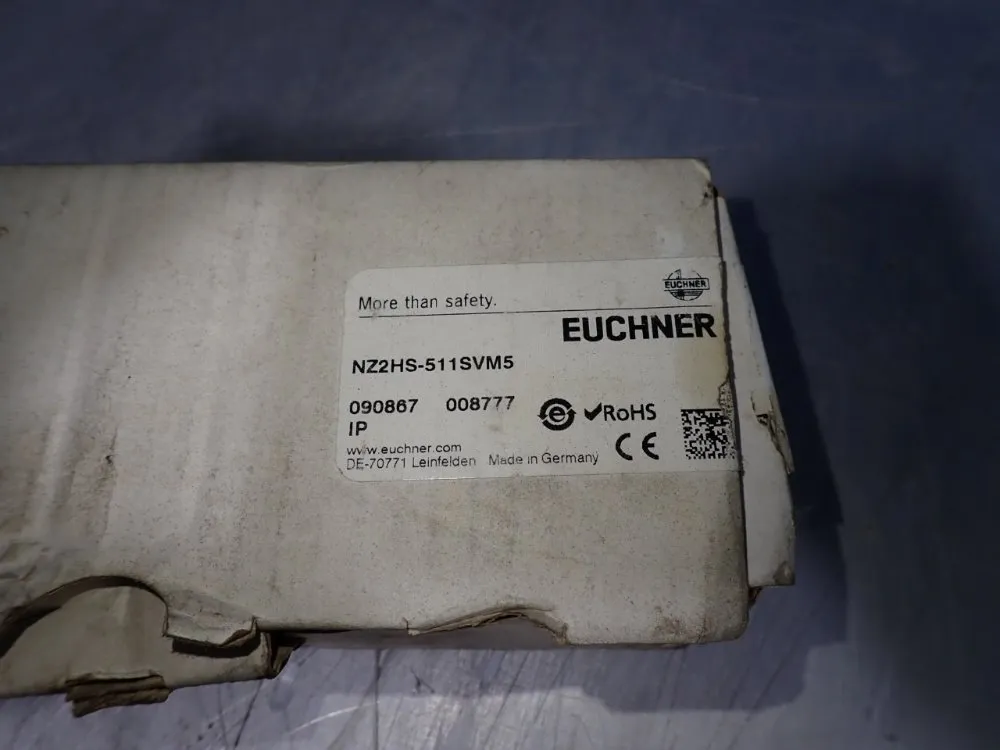 More than safety.
EUCHNER
EUCHNER
NZ2HS-511SVM5
090867 008777
IP
e ✔RoHS
CE
www.euchner.com
DE-70771 Leinfelden Made in Germany